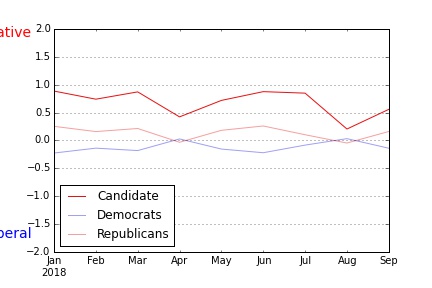 2.0
ative
1.5
1.0
0.5
0.0
−0.5
−1.0
Candidate
Democrats
Republicans
−1.5
beral
−2.0
Jan Feb Mar Apr May Jun Jul Aug Sep
2018